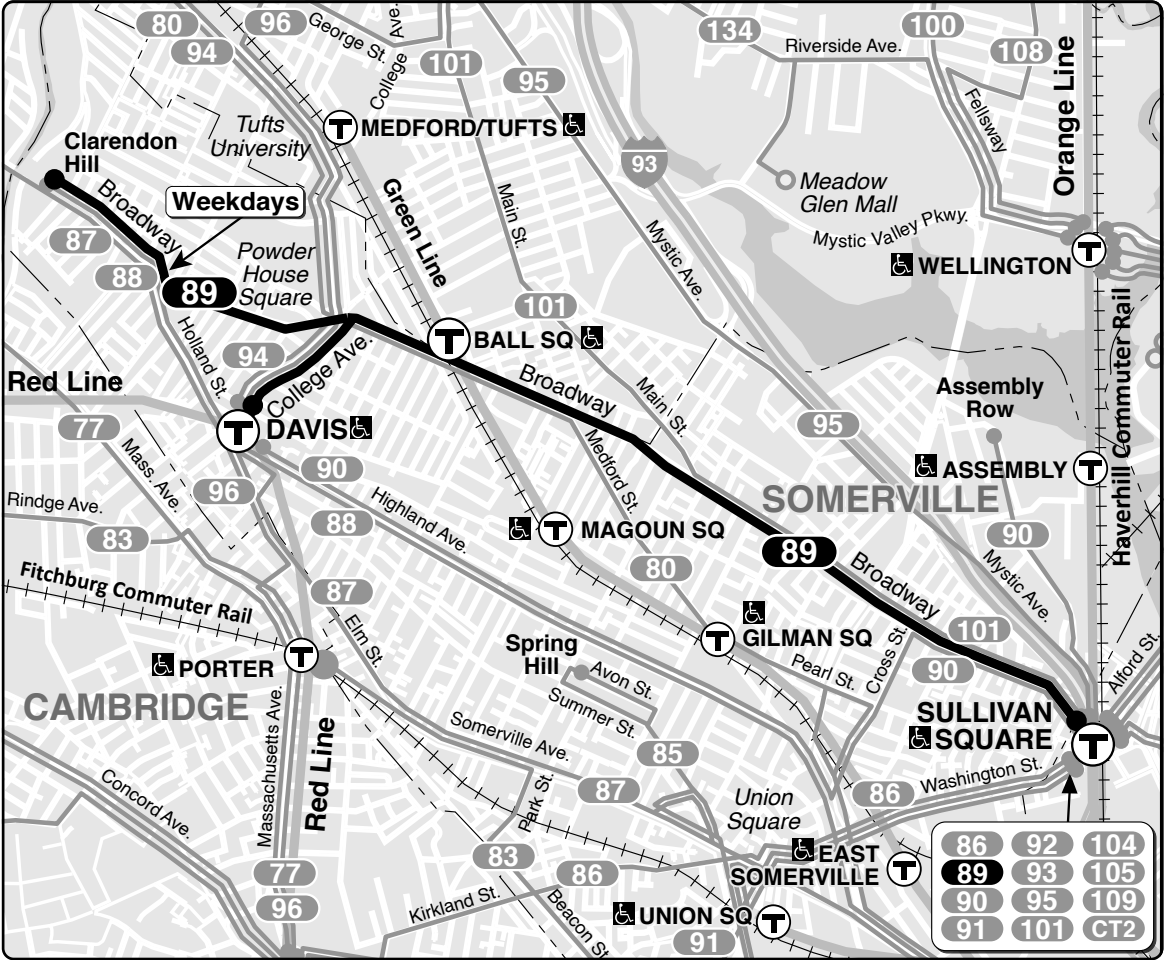 80
96
George St.
College Ave.
94
101
95
134
Riverside Ave.
100
108
Orange Line
Fellsway
Clarendon
Hill
Tufts
University
T
MEDFORD/TUFTS
93
Meadow
Glen Mall
Mystic Valley Pkwy.
Broadway
Weekdays
Green Line
Main St.
Mystic Ave.
T
WELLINGTON
87
88
89
Powder
House
Square
101
Haverhill Commuter Rail
Holland St.
94
College Ave.
T
BALL SQ
Broadway
Main St.
Red Line
Assembly
Row
77
T
DAVIS
95
Mass. Ave.
90
96
Medford St.
T
ASSEMBLY
SOMERVILLE
Rindge Ave.
83
88
Highland Ave.
T
MAGOUN SQ
89
90
Broadway
Mystic Ave.
80
Fitchburg Commuter Rail
87
Elm St.
T
GILMAN SQ
101
Cross St.
Alford St.
T
PORTER
Spring
Hill
Avon St.
Summer St.
Pearl St.
90
CAMBRIDGE
Massachusetts Ave.
Red Line
Somerville Ave.
SULLIVAN
SQUARE
T
85
Washington St.
Concord Ave.
Park St.
87
Union
Square
86
83
86
EAST
SOMERVILLE
T
77
96
Kirkland St.
Beacon St.
UNION SQ
T
91
86 92 104
89 93 105
90 95 109
91 101 CT2